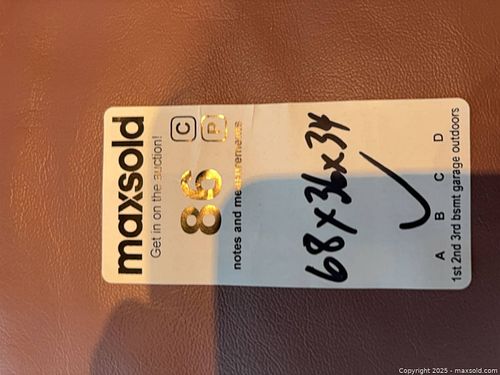 maxsold
Get in on the auction!
86 C P
notes and measurements
68x36x34
A B C D
1st 2nd 3rd bsmt garage outdoors
Copyright 2025 - maxsold.com